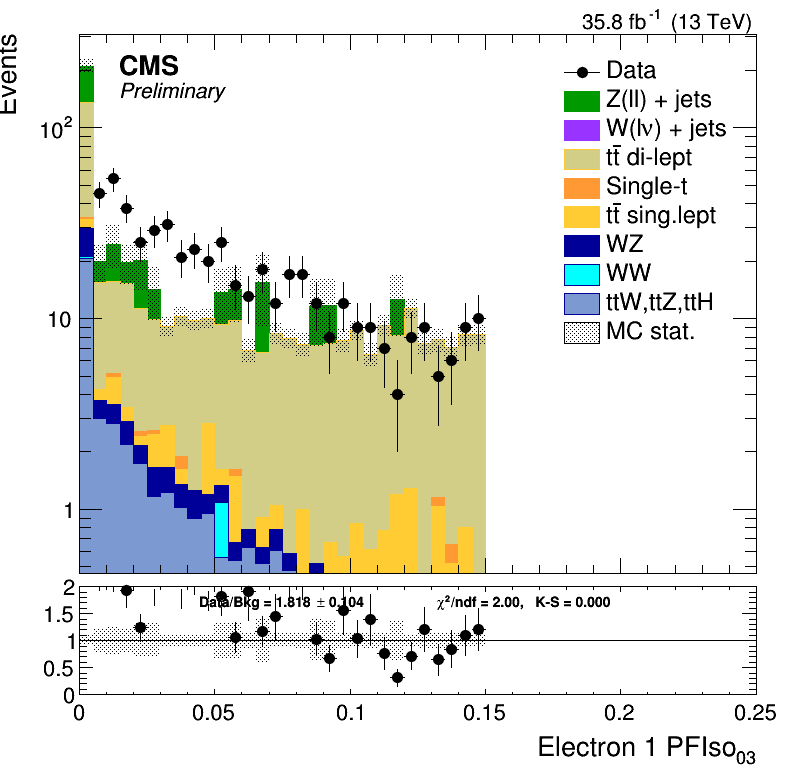 35.8 fb⁻¹ (13 TeV)
Events
CMS
Preliminary
Data
Z(ll) + jets
W(lν) + jets
tt̄ di-lept
Single-t
tt̄ sing.lept
WZ
WW
ttW,ttZ,ttH
MC stat.
10²
10
1
Data/Bkg = 1.818 ± 0.104
χ²/ndf = 2.00, K-S = 0.000
2
1.5
1
0.5
0
0 0.05 0.1 0.15 0.2 0.25
Electron 1 PFIso₀₃